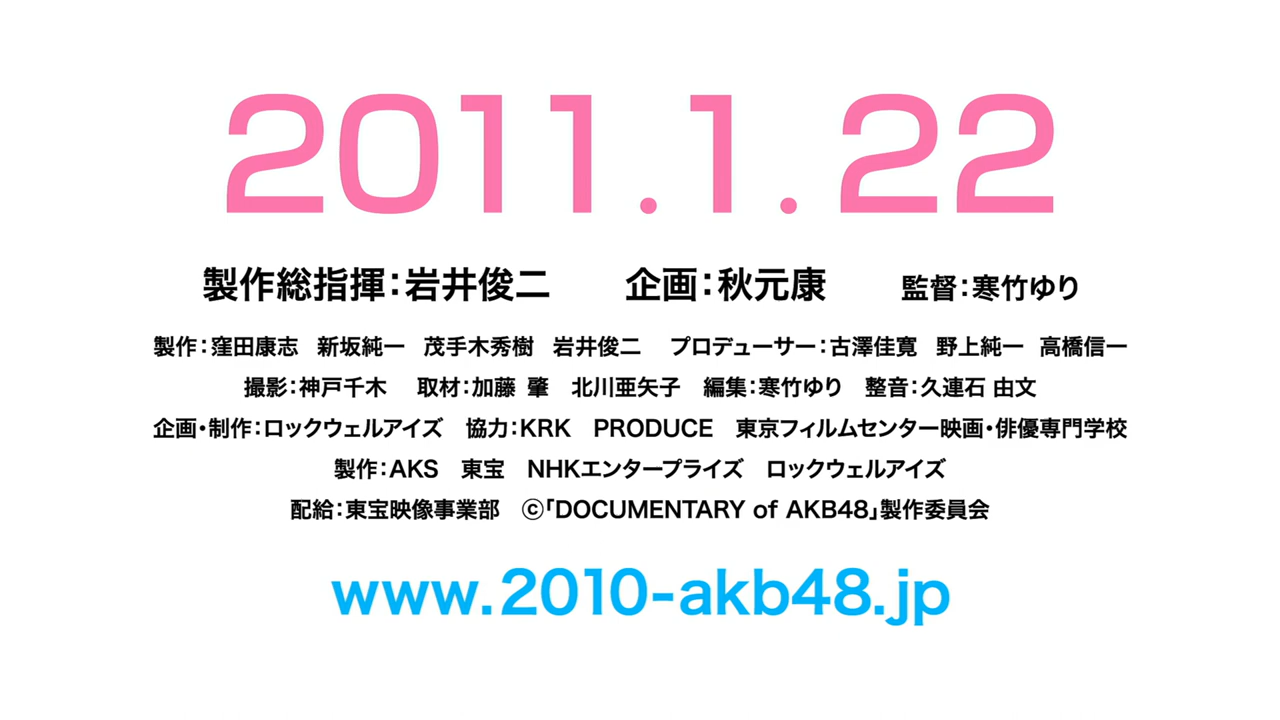 2011.1.22
製作総指揮：岩井俊二　企画：秋元康　監督：寒竹ゆり
製作：窪田康志　新坂純一　茂手木秀樹　岩井俊二　プロデューサー：古澤佳寛　野上純一　高橋信一
撮影：神戸千木　取材：加藤 肇　北川亜矢子　編集：寒竹ゆり　整音：久連石 由文
企画・制作：ロックウェルアイズ　協力：KRK　PRODUCE　東京フィルムセンター映画・俳優専門学校
製作：AKS　東宝　NHKエンタープライズ　ロックウェルアイズ
配給：東宝映像事業部　ⓒ「DOCUMENTARY of AKB48」製作委員会
www.2010-akb48.jp